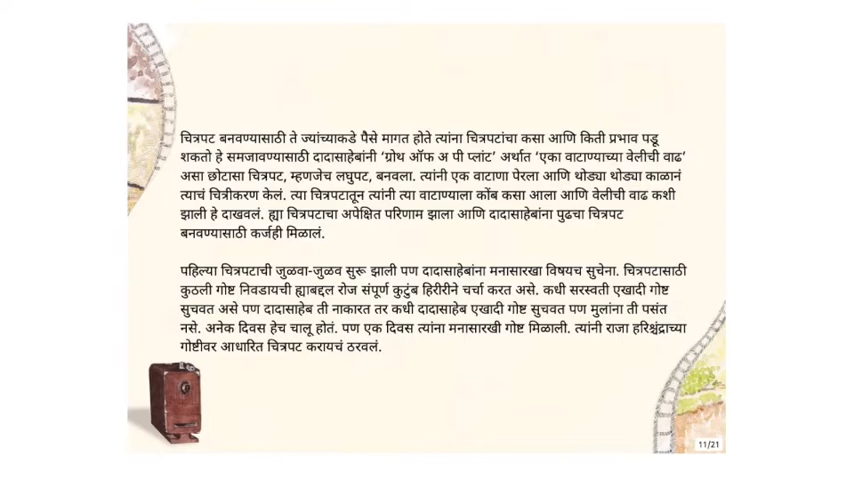 चित्रपट बनवण्यासाठी ते ज्यांच्याकडे पैसे मागत होते त्यांना चित्रपटांचा कसा आणि किती प्रभाव पडू
शकतो हे समजावण्यासाठी दादासाहेबांनी ‘ग्रोथ ऑफ अ पी प्लांट’ अर्थात ‘एका वाटाण्याच्या वेलीची वाढ’
असा छोटासा चित्रपट, म्हणजेच लघुपट, बनवला. त्यांनी एक वाटाणा पेरला आणि थोड्या थोड्या काळानं
त्याचं चित्रीकरण केलं. त्या चित्रपटातून त्यांनी त्या वाटाण्याला कोंब कसा आला आणि वेलीची वाढ कशी
झाली हे दाखवलं. ह्या चित्रपटाचा अपेक्षित परिणाम झाला आणि दादासाहेबांना पुढचा चित्रपट
बनवण्यासाठी कर्जही मिळालं.
पहिल्या चित्रपटाची जुळवा-जुळव सुरू झाली पण दादासाहेबांना मनासारखा विषयच सुचेना. चित्रपटासाठी
कुठली गोष्ट निवडायची ह्याबद्दल रोज संपूर्ण कुटुंब हिरीरीने चर्चा करत असे. कधी सरस्वती एखादी गोष्ट
सुचवत असे पण दादासाहेब ती नाकारत तर कधी दादासाहेब एखादी गोष्ट सुचवत पण मुलांना ती पसंत
नसे. अनेक दिवस हेच चालू होतं. पण एक दिवस त्यांना मनासारखी गोष्ट मिळाली. त्यांनी राजा हरिश्चंद्राच्या
गोष्टीवर आधारित चित्रपट करायचं ठरवलं.
11/21